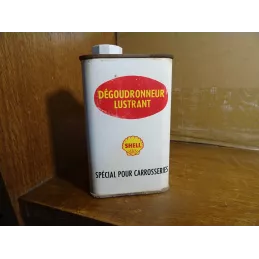 DÉGOUDRONNEUR
LUSTRANT
SHELL
SPÉCIAL POUR CARROSSERIES